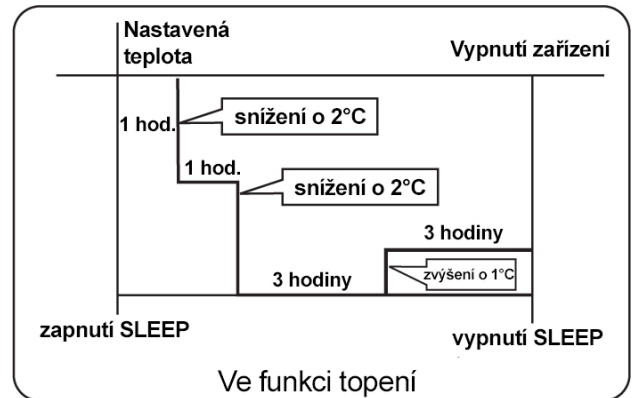 Nastavená
teplota
Vypnutí zařízení
1 hod.
snížení o 2°C
1 hod.
snížení o 2°C
3 hodiny
3 hodiny
zvýšení o 1°C
zapnutí SLEEP
vypnutí SLEEP
Ve funkci topení